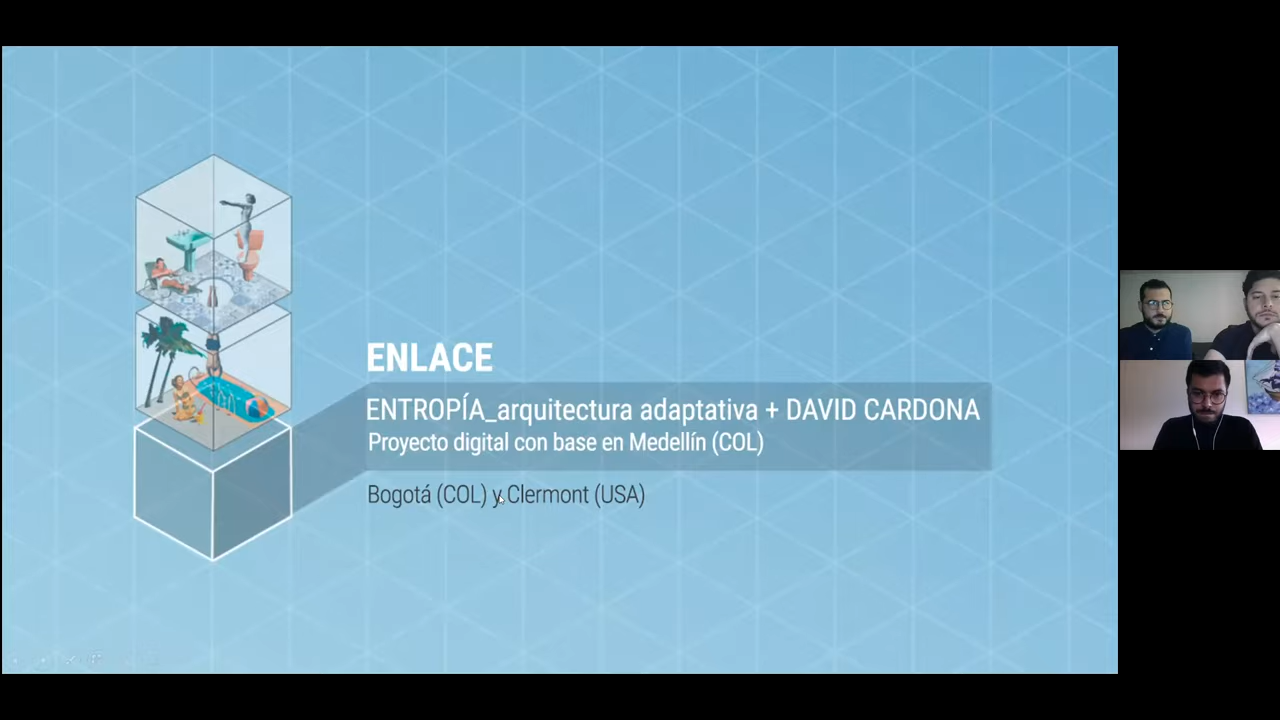 ENLACE
ENTROPÍA_arquitectura adaptativa + DAVID CARDONA
Proyecto digital con base en Medellín (COL)
Bogotá (COL) y Clermont (USA)